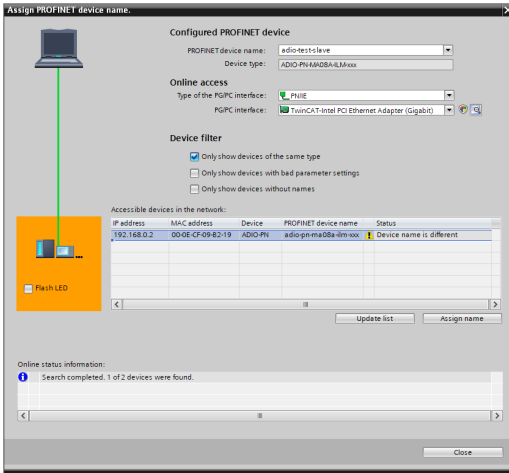 Assign PROFINET device name.
Configured PROFINET device
PROFINET device name: adio-test-slave
Device type: ADIO-PN-MA08A-ILM-xxx
Online access
Type of the PG/PC interface: PN/IE
PG/PC interface: TwinCAT-Intel PCI Ethernet Adapter (Gigabit)
Device filter
Only show devices of the same type
Only show devices with bad parameter settings
Only show devices without names
Accessible devices in the network:
IP address MAC address Device PROFINET device name Status
192.168.0.2 00-0E-CF-09-B2-19 ADIO-PN adio-pn-ma08a-ilm-xxx Device name is different
Flash LED
Update list Assign name
Online status information:
Search completed. 1 of 2 devices were found.
Close